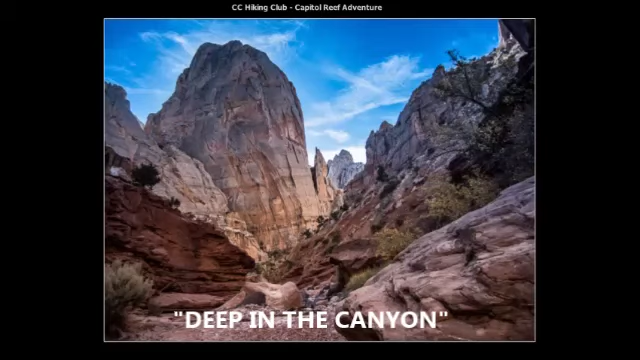 CC Hiking Club - Capitol Reef Adventure
"DEEP IN THE CANYON"